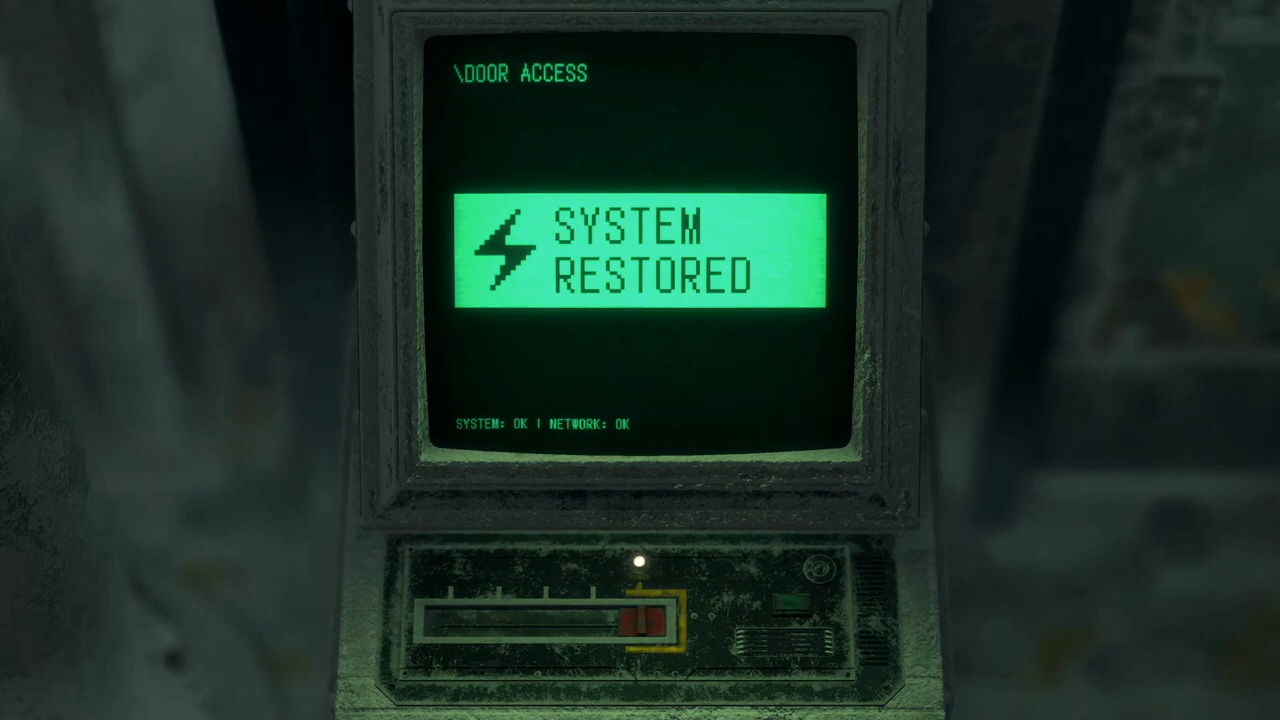 \DOOR ACCESS
SYSTEM
RESTORED
SYSTEM: OK | NETWORK: OK